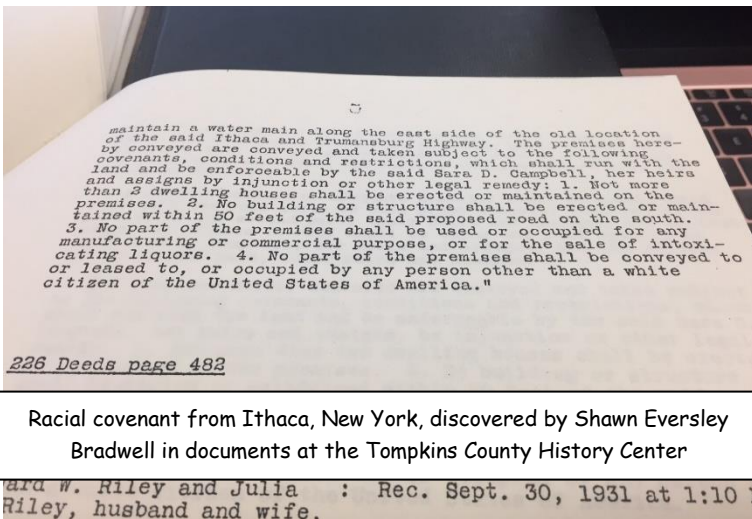 maintain a water main along the east side of the old location
of the said Ithaca and Trumansburg Highway. The premises here-
by conveyed are conveyed and taken subject to the following
covenants, conditions and restrictions, which shall run with the
land and be enforceable by the said Sara D. Campbell, her heirs
and assigns by injunction or other legal remedy: 1. Not more
than 2 dwelling houses shall be erected or maintained on the
premises. 2. No building or structure shall be erected or main-
tained within 50 feet of the said proposed road on the south.
3. No part of the premises shall be used or occupied for any
manufacturing or commercial purpose, or for the sale of intoxi-
cating liquors. 4. No part of the premises shall be conveyed to
or leased to, or occupied by any person other than a white
citizen of the United States of America."
226 Deeds page 482
Racial covenant from Ithaca, New York, discovered by Shawn Eversley
Bradwell in documents at the Tompkins County History Center
W. Riley and Julia : Rec. Sept. 30, 1931 at 1:10
Riley, husband and wife.